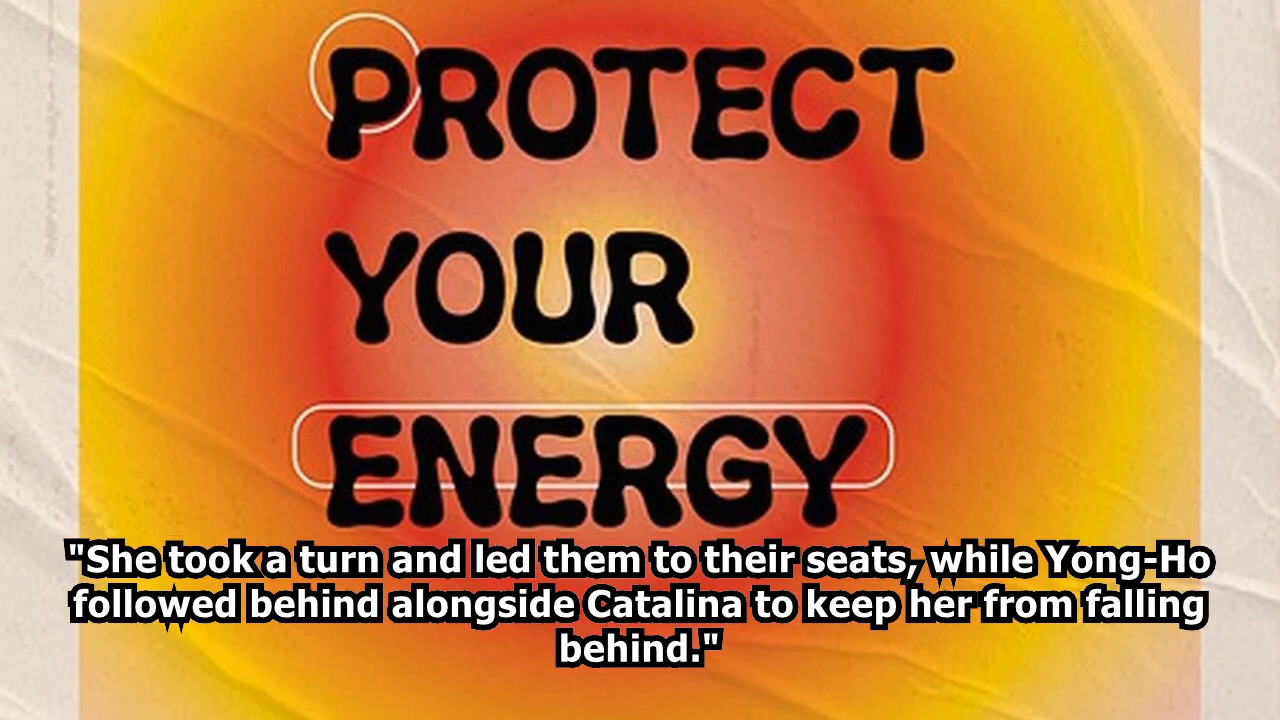 PROTECT
YOUR
ENERGY
"She took a turn and led them to their seats, while Yong-Ho
followed behind alongside Catalina to keep her from falling
behind."